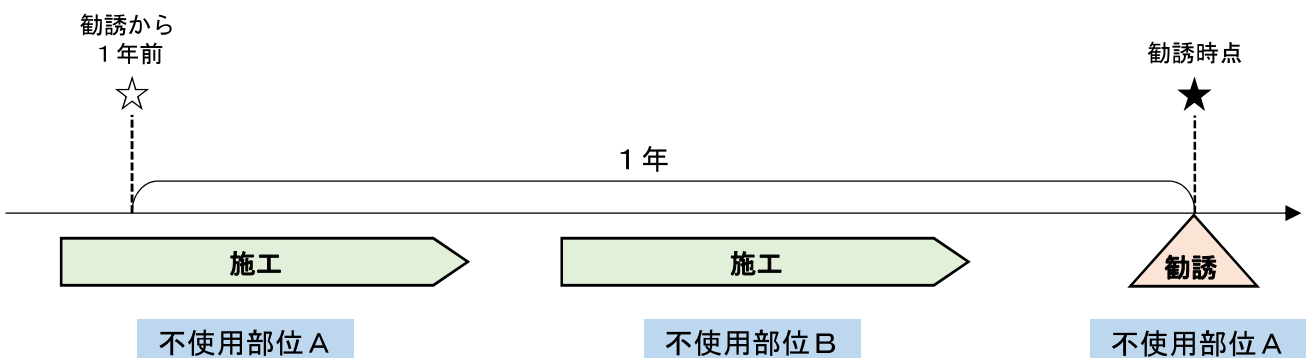 勧誘から
１年前
勧誘時点
１年
施工
施工
勧誘
不使用部位Ａ
不使用部位Ｂ
不使用部位Ａ